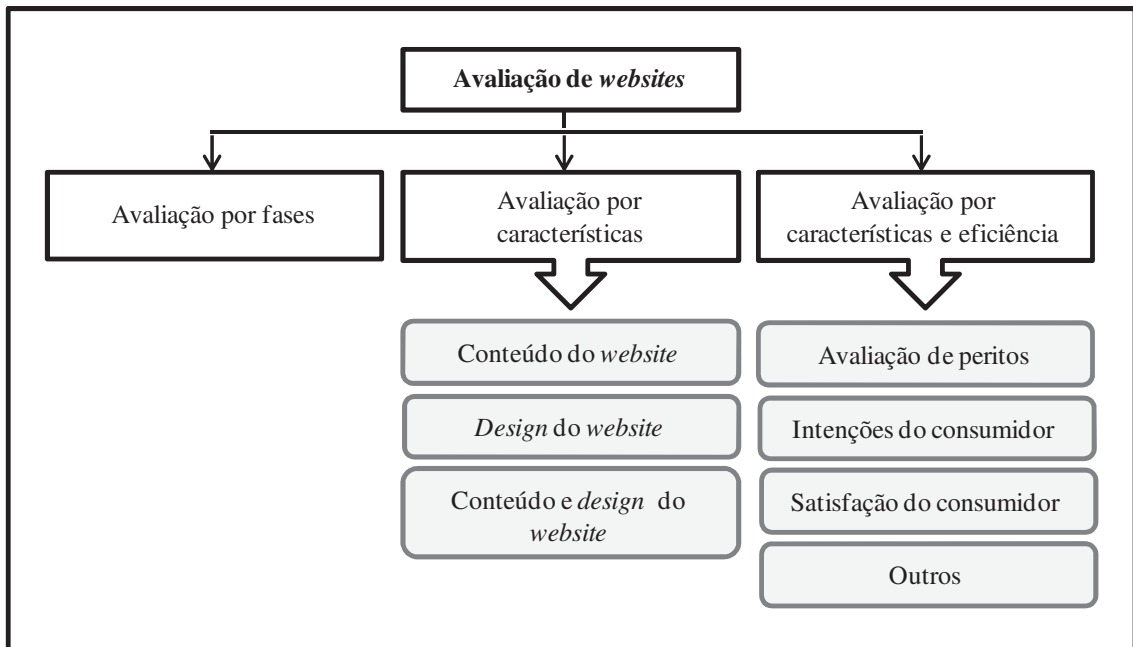 Avaliação de websites
Avaliação por fases
Avaliação por
características
Avaliação por
características e eficiência
Conteúdo do website
Design do website
Conteúdo e design do
website
Avaliação de peritos
Intenções do consumidor
Satisfação do consumidor
Outros